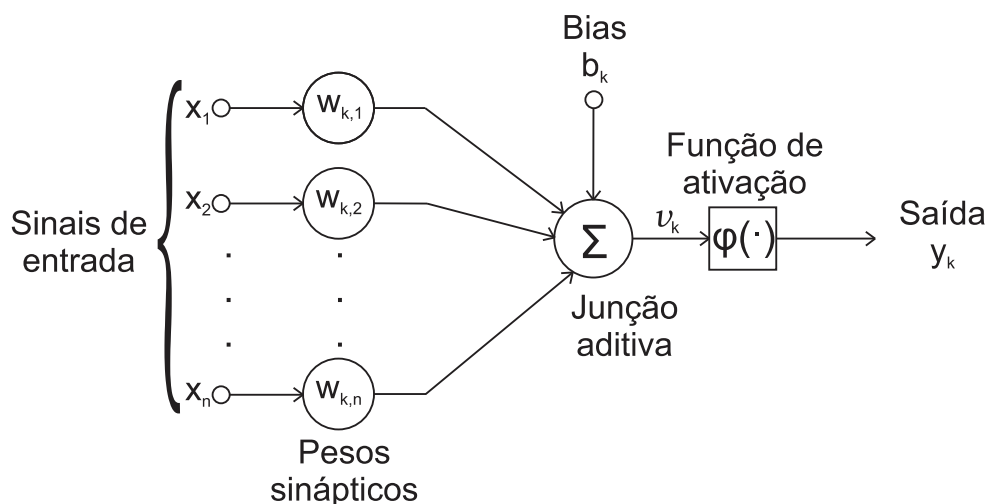 Bias
b_k
Sinais de
entrada
x_1
w_k,1
x_2
w_k,2
.
.
.
.
.
.
x_n
w_k,n
Pesos
sinápticos
Σ
Junção
aditiva
v_k
Função de
ativação
φ(·)
Saída
y_k